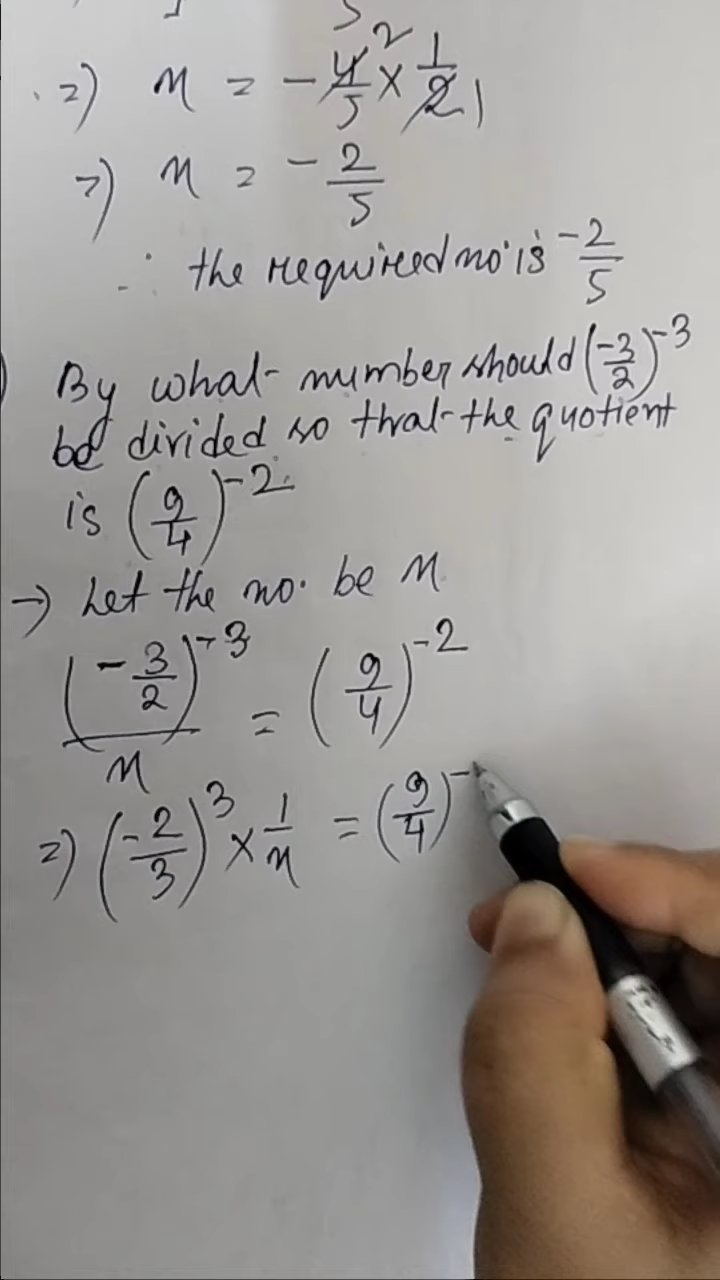 =) x = - 4/5 2 × 1/2 1
=) x = - 2/5
∴ the required no is -2/5
) By what number should (-3/2)^-3
be divided so that the quotient
is (9/4)^-2.
→ Let the no. be x
(-3/2)^-3 / x = (9/4)^-2
=) (-2/3)^3 × 1/x = (9/4)^-